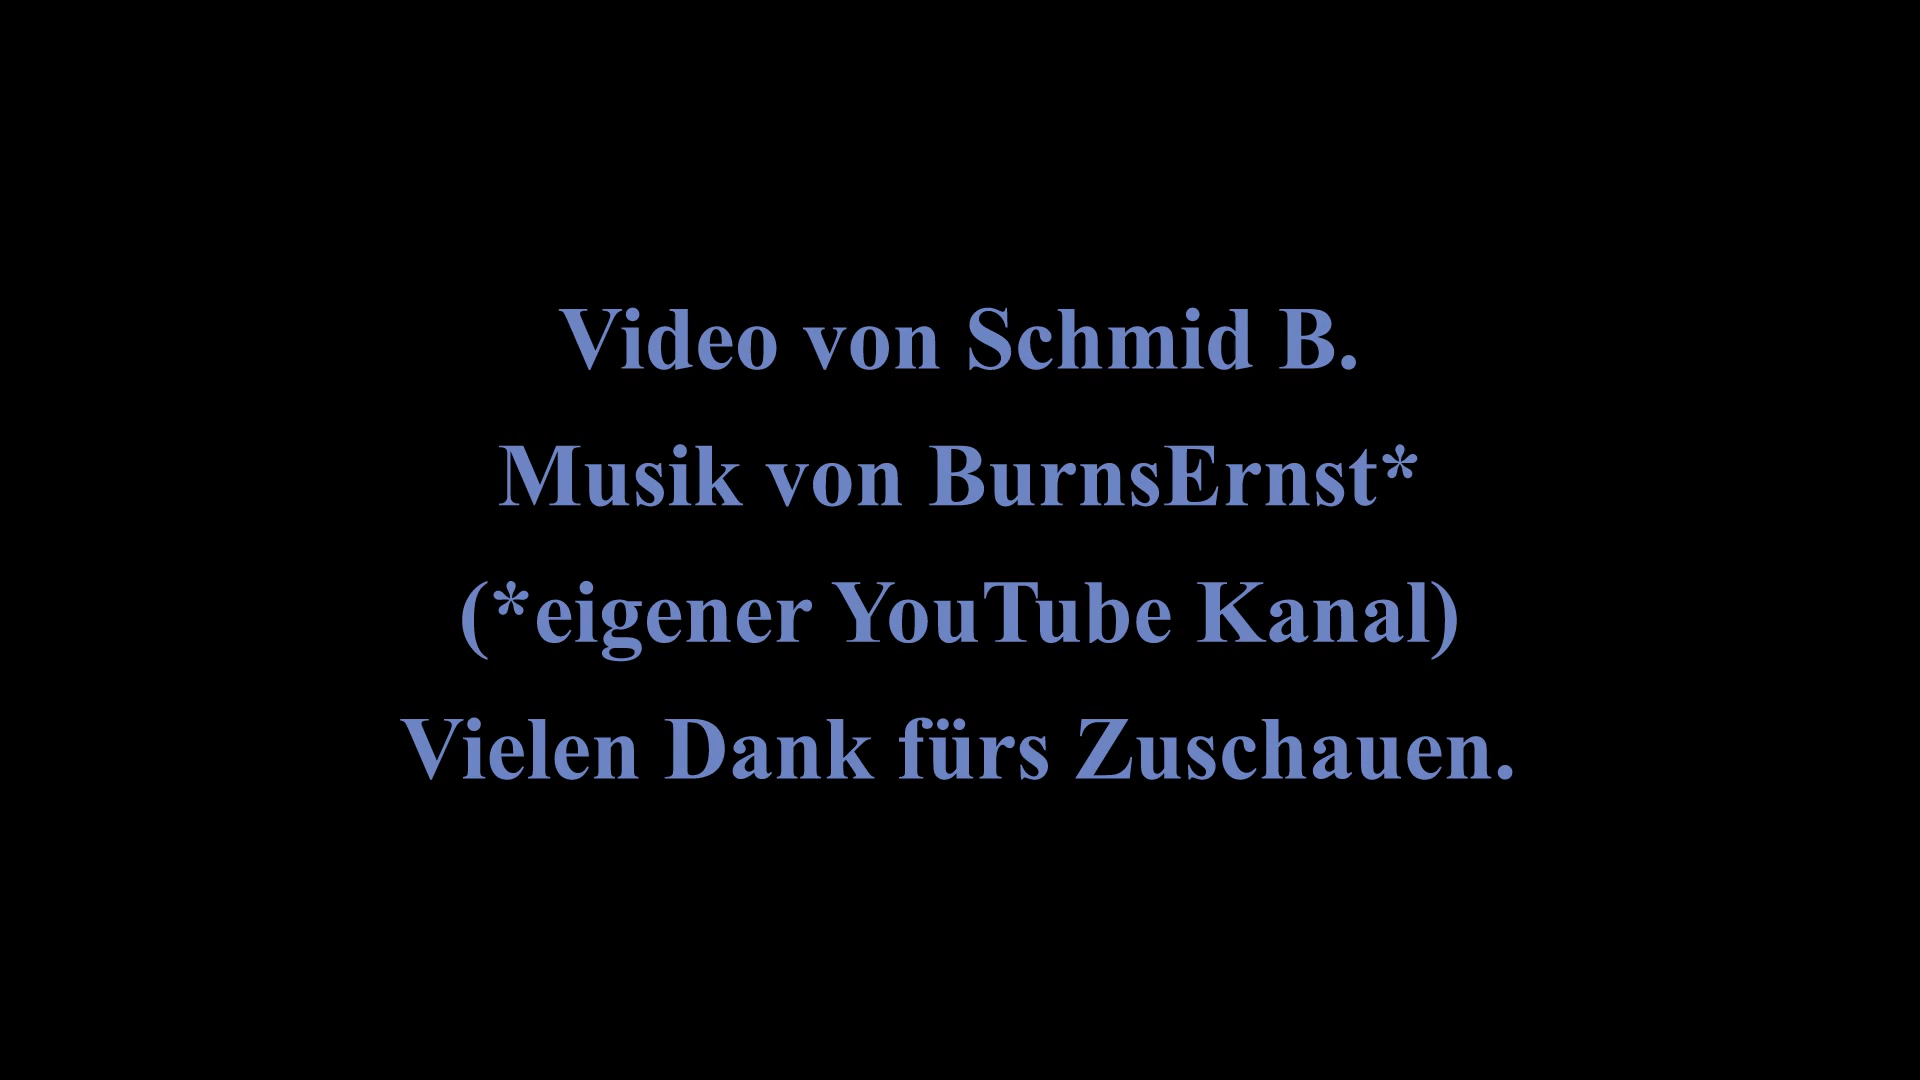 Video von Schmid B.
Musik von BurnsErnst*
(*eigener YouTube Kanal)
Vielen Dank fürs Zuschauen.